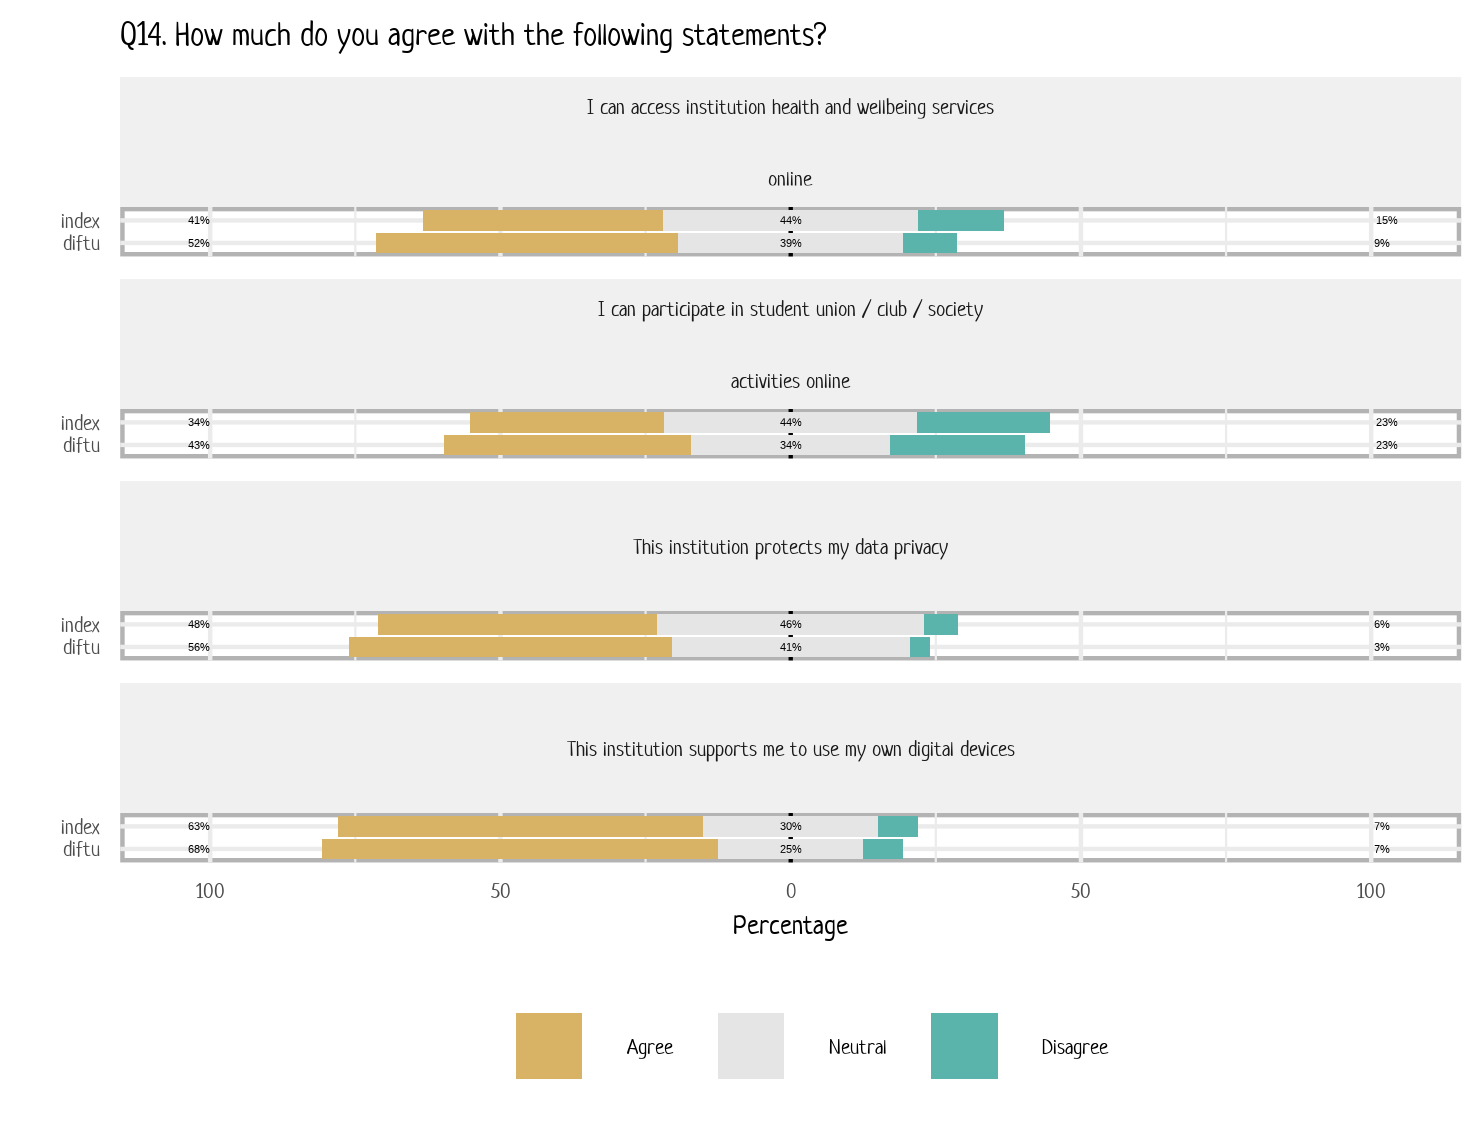 Q14. How much do you agree with the following statements?
I can access institution health and wellbeing services
online
index 41% 44% 15%
diftu 52% 39% 9%
I can participate in student union / club / society
activities online
index 34% 44% 23%
diftu 43% 34% 23%
This institution protects my data privacy
index 48% 46% 6%
diftu 56% 41% 3%
This institution supports me to use my own digital devices
index 63% 30% 7%
diftu 68% 25% 7%
100 50 0 50 100
Percentage
Agree Neutral Disagree